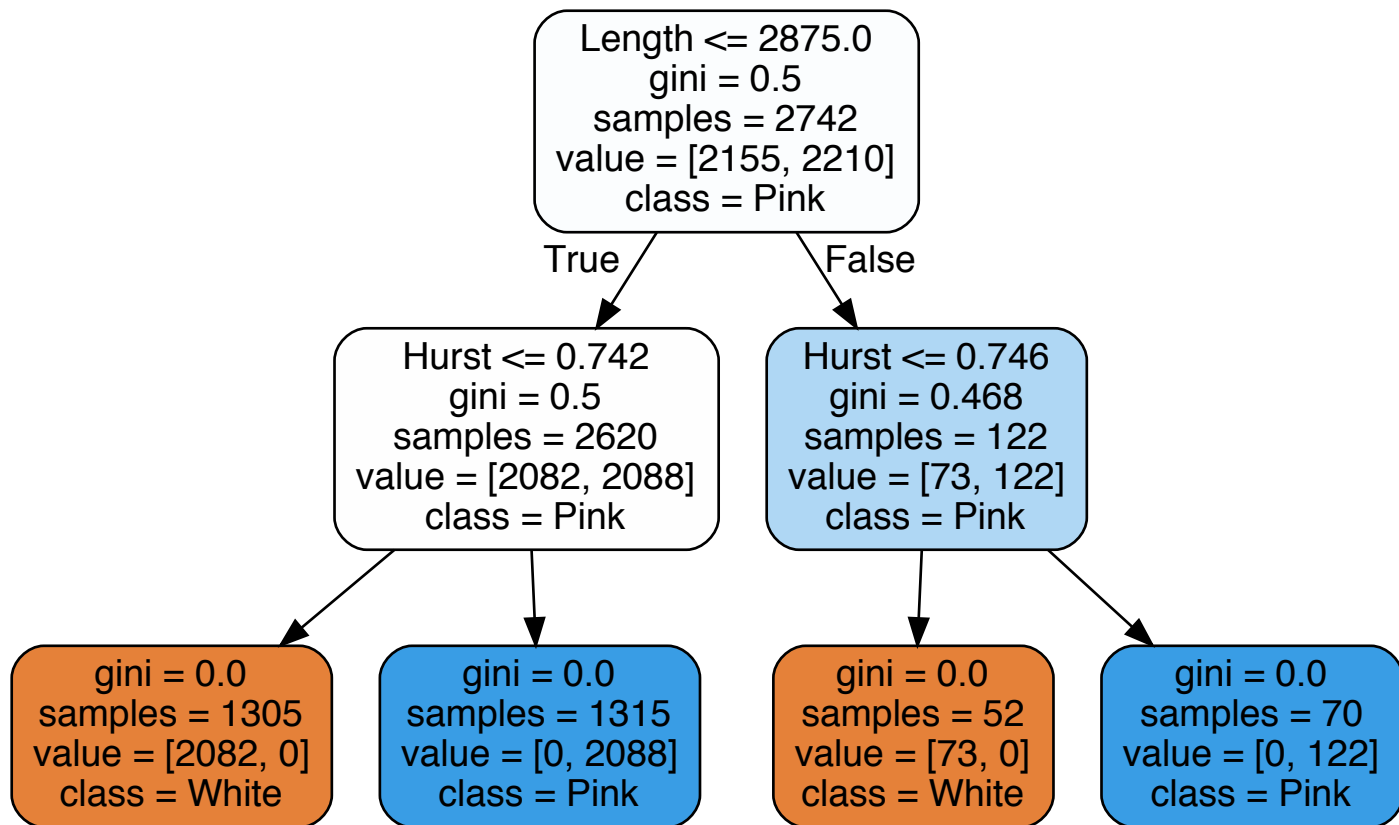 Length <= 2875.0
gini = 0.5
samples = 2742
value = [2155, 2210]
class = Pink
True
False
Hurst <= 0.742
gini = 0.5
samples = 2620
value = [2082, 2088]
class = Pink
Hurst <= 0.746
gini = 0.468
samples = 122
value = [73, 122]
class = Pink
gini = 0.0
samples = 1305
value = [2082, 0]
class = White
gini = 0.0
samples = 1315
value = [0, 2088]
class = Pink
gini = 0.0
samples = 52
value = [73, 0]
class = White
gini = 0.0
samples = 70
value = [0, 122]
class = Pink